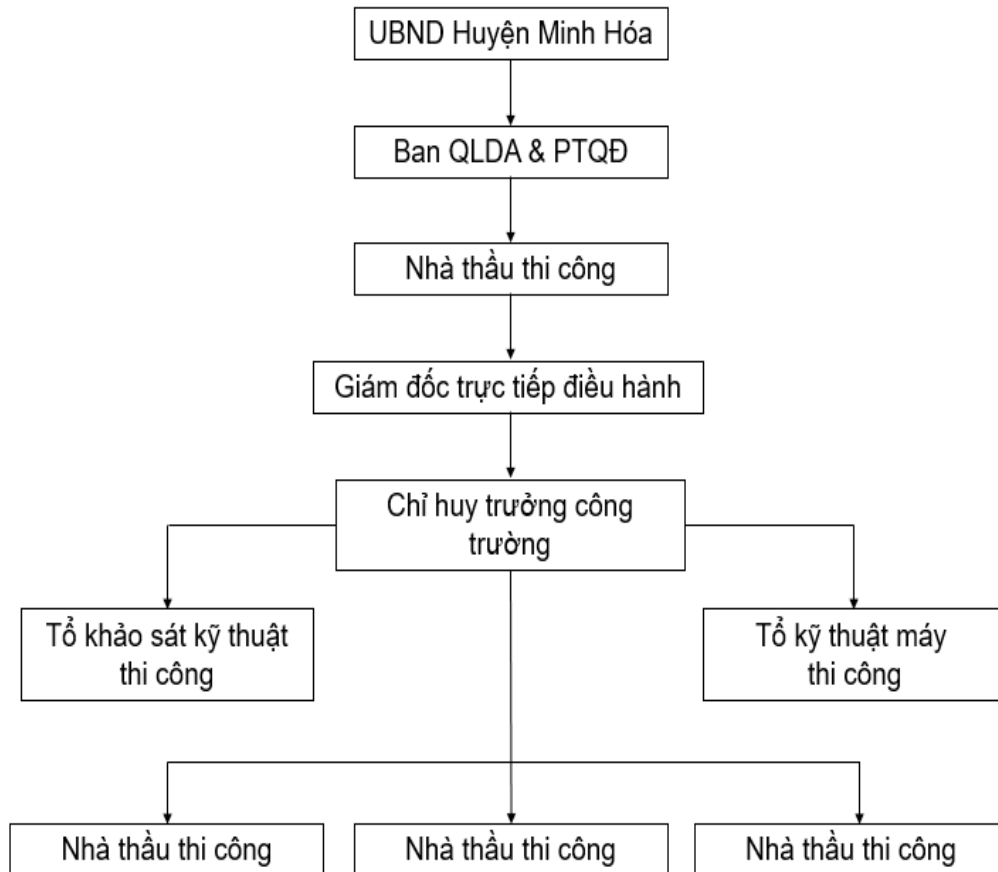 UBND Huyện Minh Hóa
Ban QLDA & PTQĐ
Nhà thầu thi công
Giám đốc trực tiếp điều hành
Chỉ huy trưởng công
trường
Tổ khảo sát kỹ thuật
thi công
Tổ kỹ thuật máy
thi công
Nhà thầu thi công
Nhà thầu thi công
Nhà thầu thi công